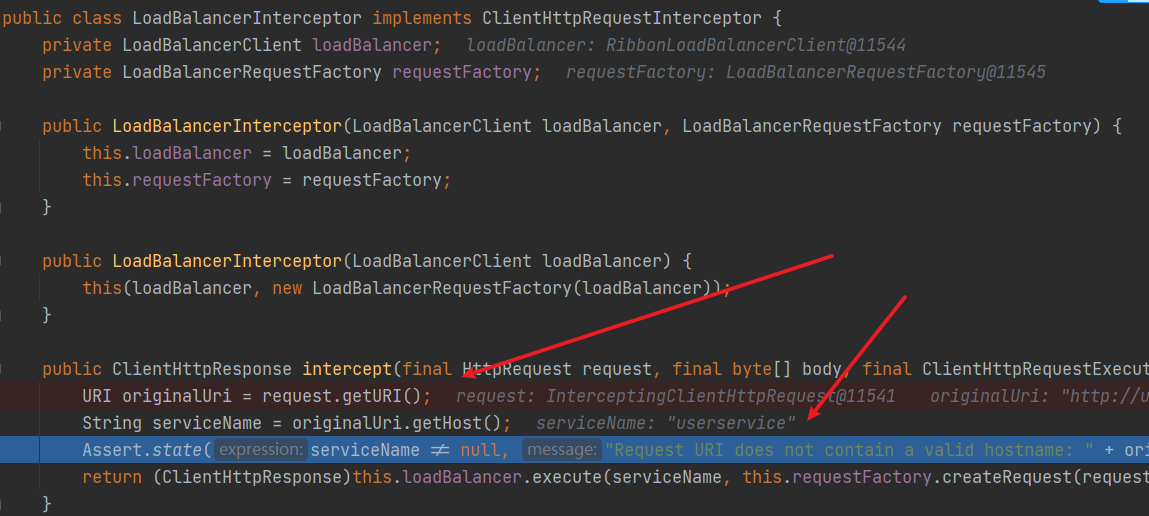 public class LoadBalancerInterceptor implements ClientHttpRequestInterceptor {
private LoadBalancerClient loadBalancer; loadBalancer: RibbonLoadBalancerClient@11544
private LoadBalancerRequestFactory requestFactory; requestFactory: LoadBalancerRequestFactory@11545
public LoadBalancerInterceptor(LoadBalancerClient loadBalancer, LoadBalancerRequestFactory requestFactory) {
this.loadBalancer = loadBalancer;
this.requestFactory = requestFactory;
}
public LoadBalancerInterceptor(LoadBalancerClient loadBalancer) {
this(loadBalancer, new LoadBalancerRequestFactory(loadBalancer));
}
public ClientHttpResponse intercept(final HttpRequest request, final byte[] body, final ClientHttpRequestExecut
URI originalUri = request.getURI(); request: InterceptingClientHttpRequest@11541 originalUri: "http://u
String serviceName = originalUri.getHost(); serviceName: "userservice"
Assert.state( expression: serviceName ≠ null, message: "Request URI does not contain a valid hostname: " + ori
return (ClientHttpResponse)this.loadBalancer.execute(serviceName, this.requestFactory.createRequest(request
}